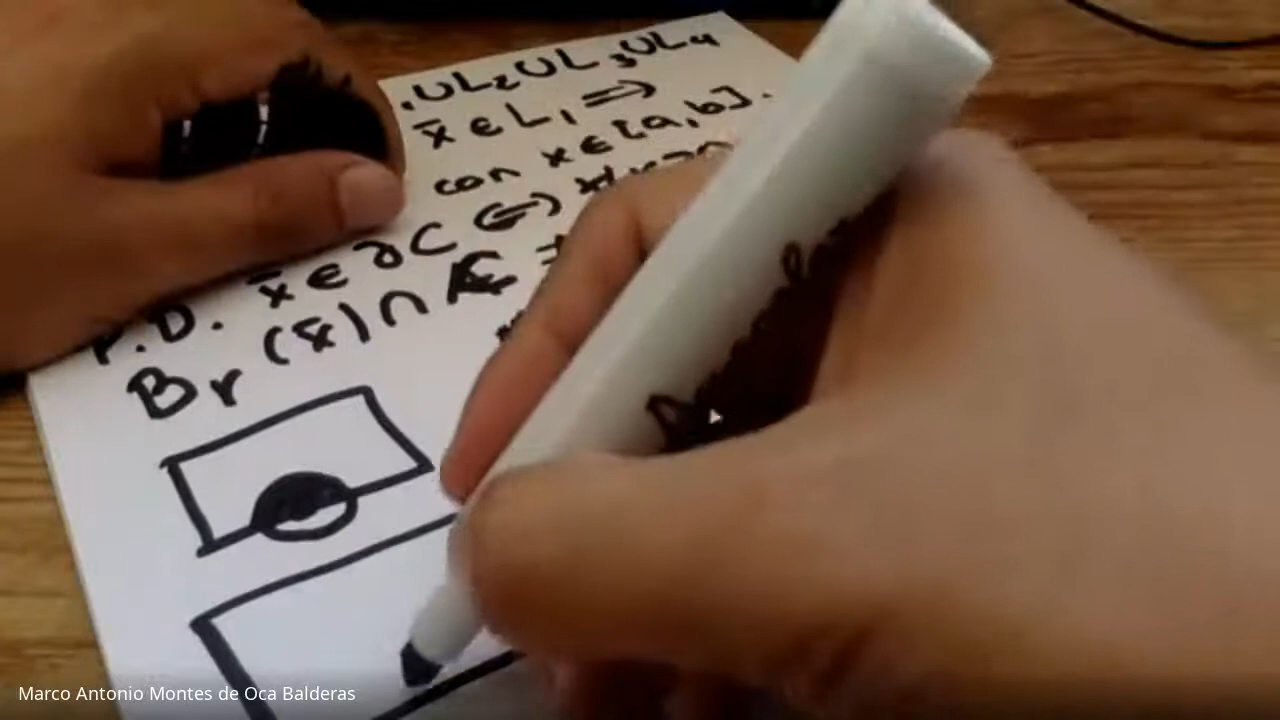 , U L₂ U L₃ U L₄
x̄ ∈ L₁ ⟹
con x ∈ [a,b].
P.D. x̄ ∈ ∂C ⟺ ∀
Br (x̄) ∩ C
Marco Antonio Montes de Oca Balderas